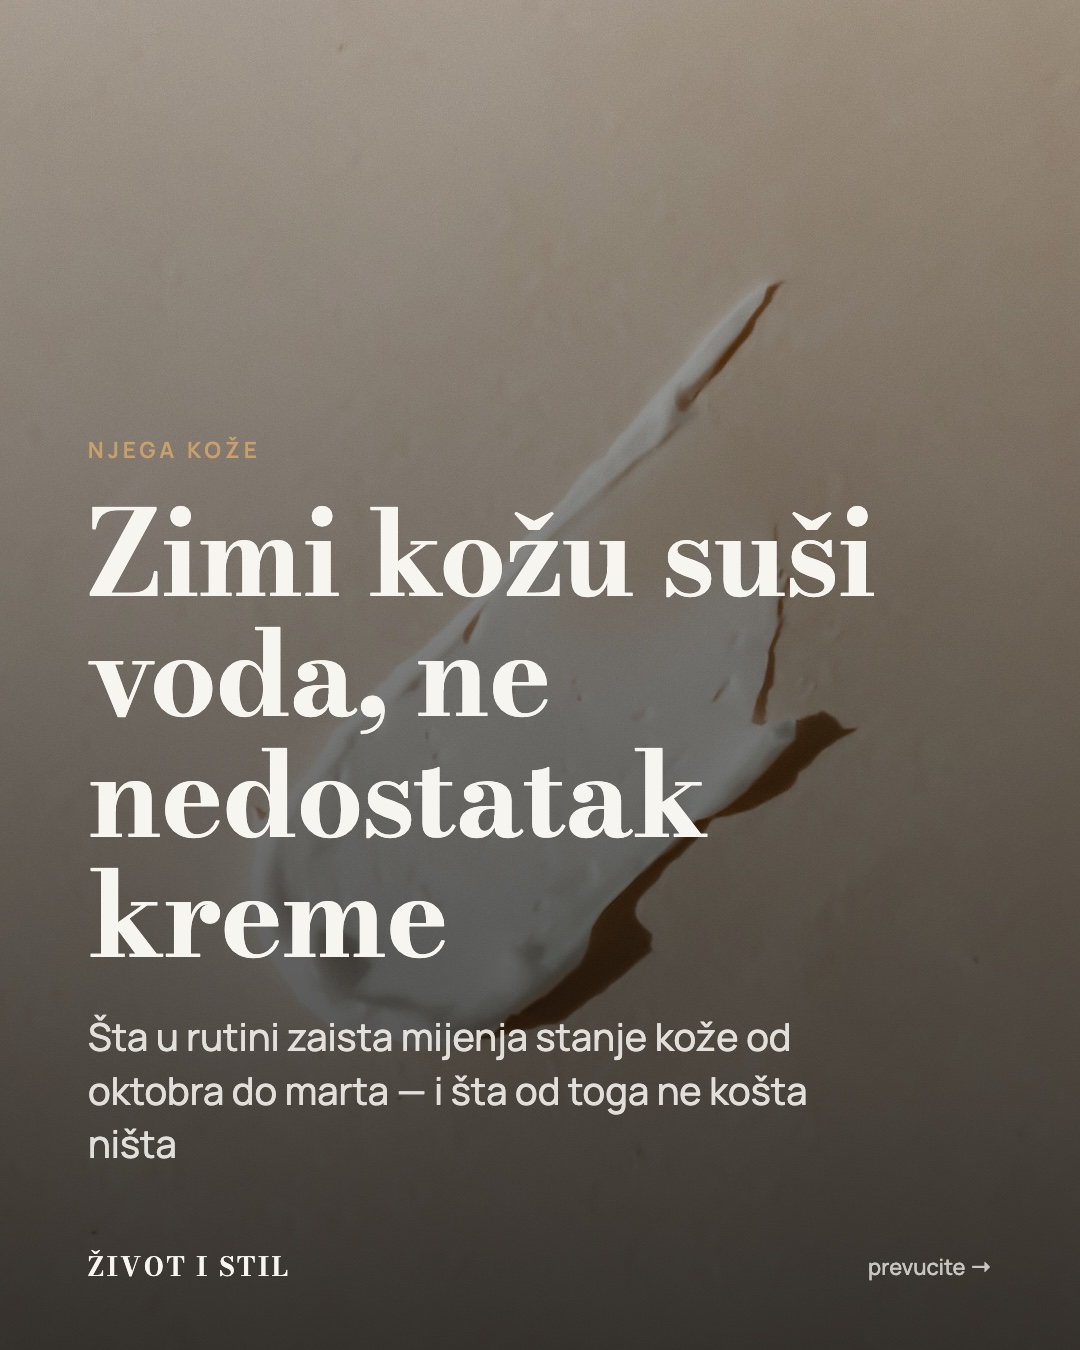 NJEGA KOŽE
Zimi kožu suši
voda, ne
nedostatak
kreme
Šta u rutini zaista mijenja stanje kože od
oktobra do marta — i šta od toga ne košta
ništa
ŽIVOT I STIL
prevucite →